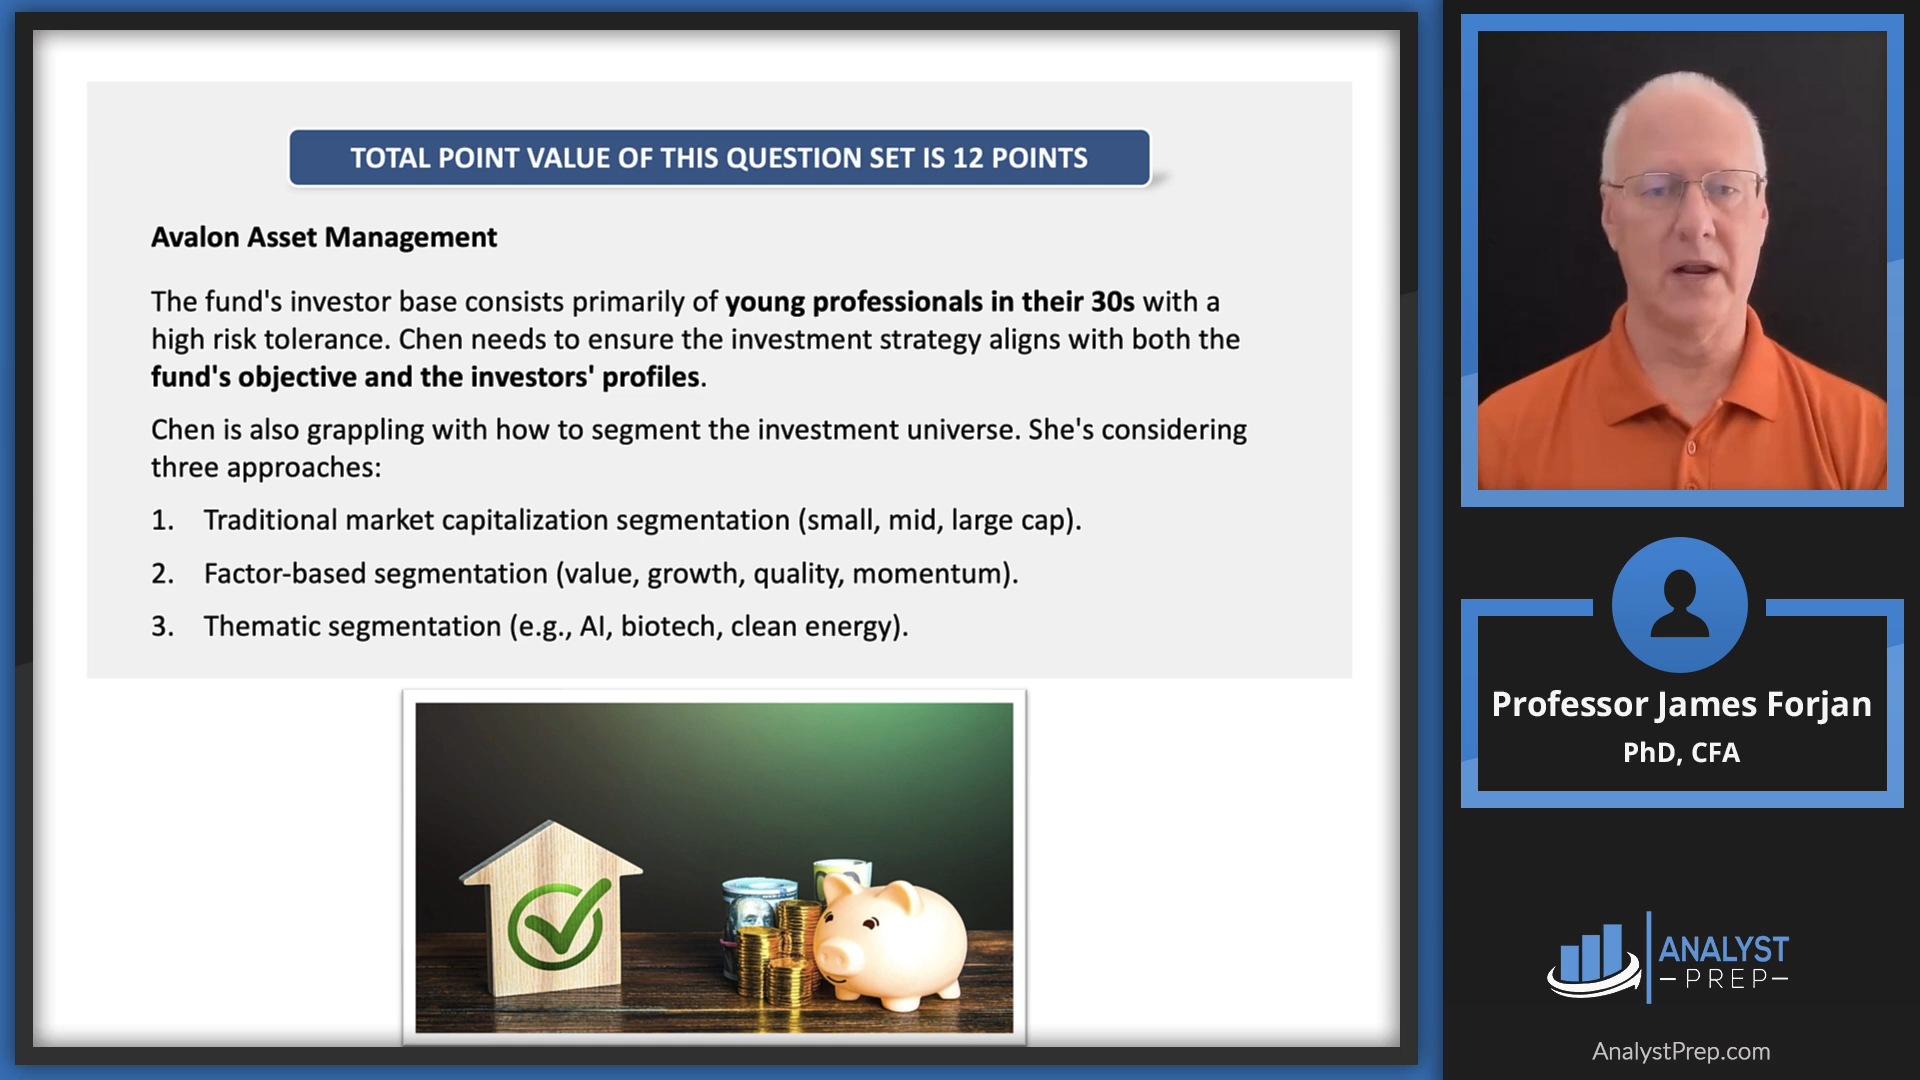 TOTAL POINT VALUE OF THIS QUESTION SET IS 12 POINTS
Avalon Asset Management
The fund's investor base consists primarily of young professionals in their 30s with a
high risk tolerance. Chen needs to ensure the investment strategy aligns with both the
fund's objective and the investors' profiles.
Chen is also grappling with how to segment the investment universe. She's considering
three approaches:
1. Traditional market capitalization segmentation (small, mid, large cap).
2. Factor-based segmentation (value, growth, quality, momentum).
3. Thematic segmentation (e.g., AI, biotech, clean energy).
Professor James Forjan
PhD, CFA
ANALYST
PREP
AnalystPrep.com